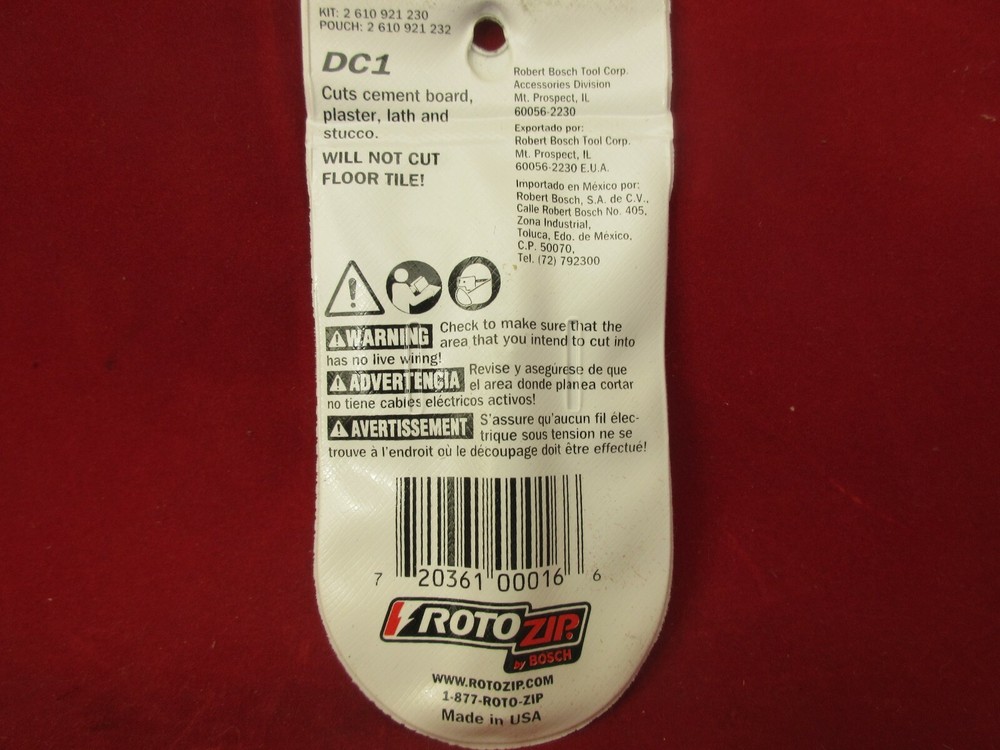 KIT: 2 610 921 230
POUCH: 2 610 921 232
DC1
Cuts cement board,
plaster, lath and
stucco.
WILL NOT CUT
FLOOR TILE!
Robert Bosch Tool Corp.
Accessories Division
Mt. Prospect, IL
60056-2230
Exportado por:
Robert Bosch Tool Corp.
Mt. Prospect, IL
60056-2230 E.U.A.
Importado en México por:
Robert Bosch, S.A. de C.V.,
Calle Robert Bosch No. 405,
Zona Industrial,
Toluca, Edo. de México,
C.P. 50070,
Tel. (72) 792300
WARNING Check to make sure that the
area that you intend to cut into
has no live wiring!
ADVERTENCIA Revise y asegúrese de que
el area donde planea cortar
no tiene cables eléctricos activos!
AVERTISSEMENT S'assure qu'aucun fil élec-
trique sous tension ne se
trouve à l'endroit où le découpage doit être effectué!
7 20361 00016 6
ROTOZIP
by BOSCH
WWW.ROTOZIP.COM
1-877-ROTO-ZIP
Made in USA